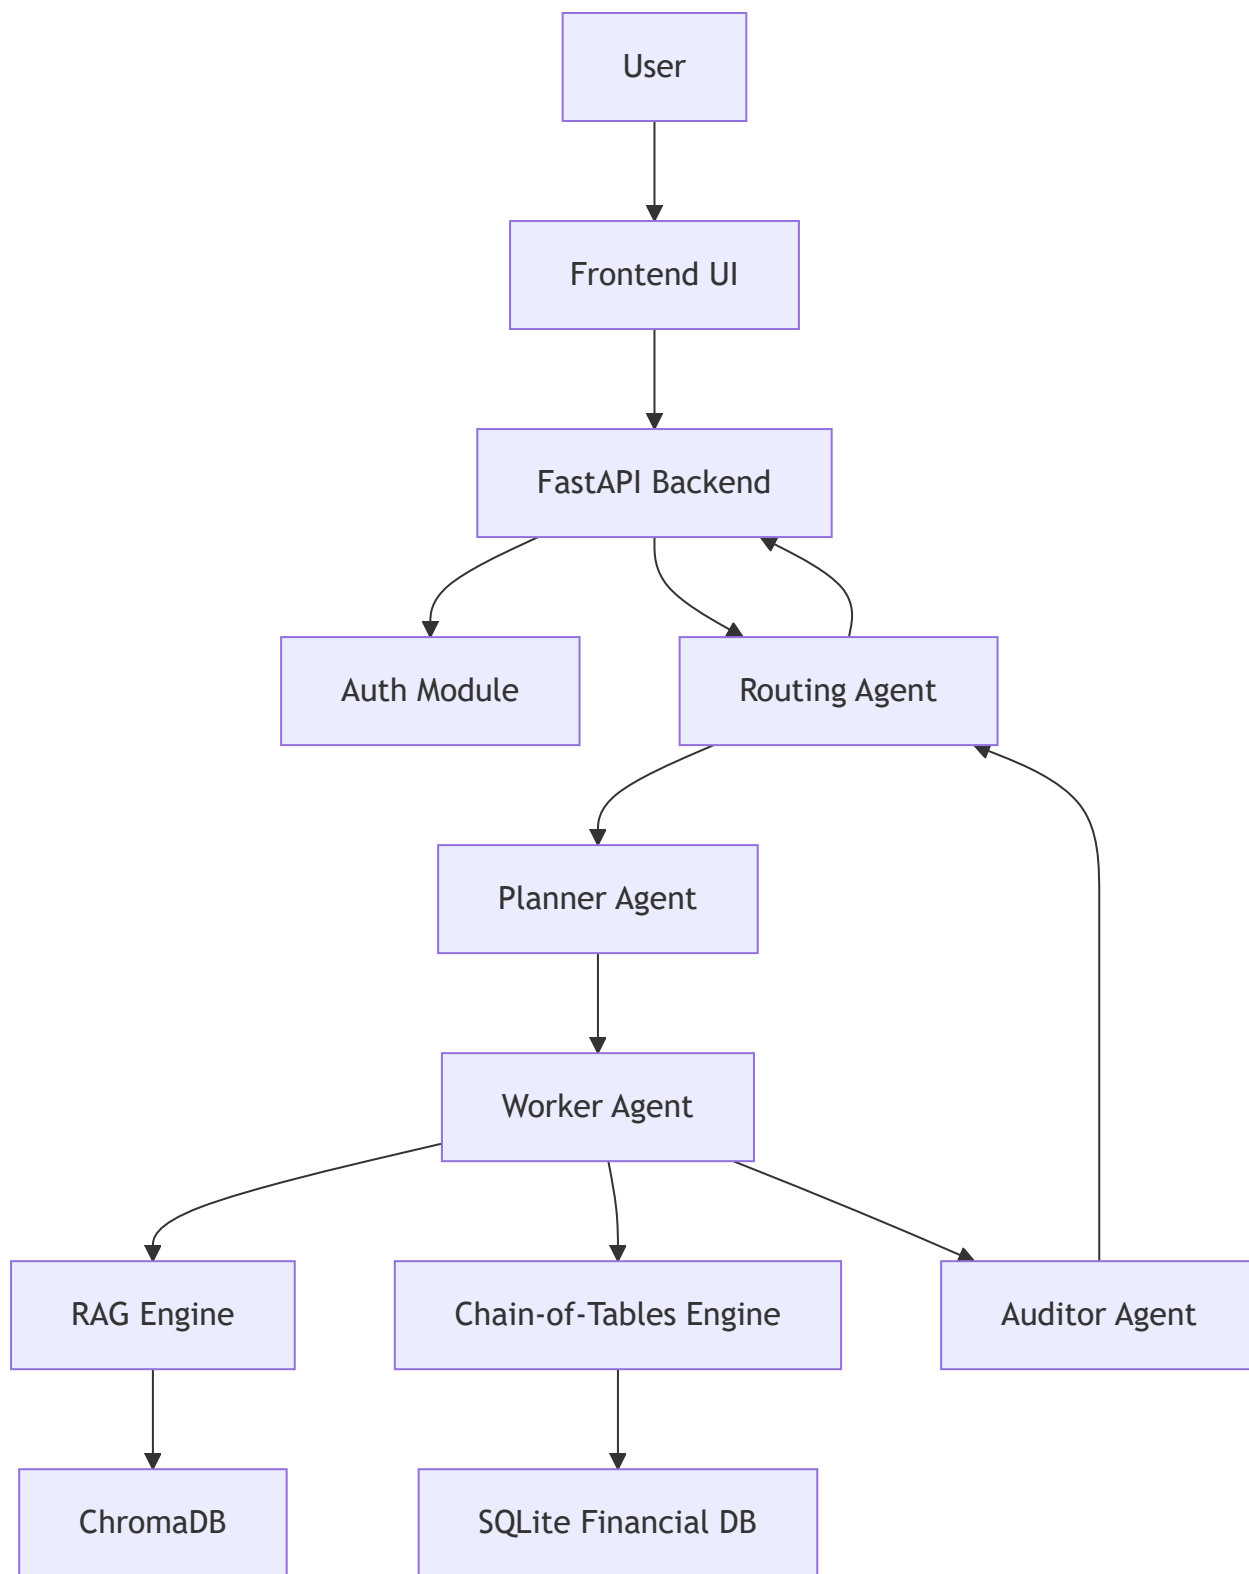 User
Frontend UI
FastAPI Backend
Auth Module
Routing Agent
Planner Agent
Worker Agent
RAG Engine
Chain-of-Tables Engine
Auditor Agent
ChromaDB
SQLite Financial DB